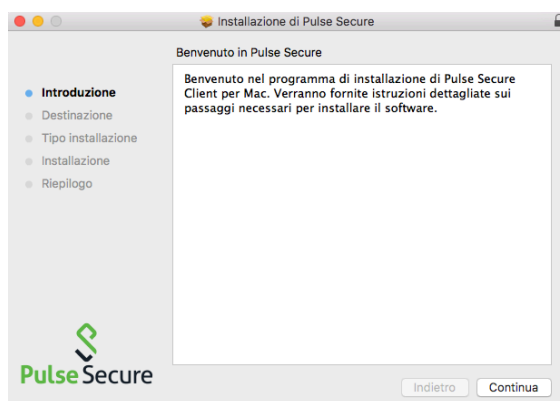 Installazione di Pulse Secure
Benvenuto in Pulse Secure
Introduzione
Destinazione
Tipo installazione
Installazione
Riepilogo
Benvenuto nel programma di installazione di Pulse Secure
Client per Mac. Verranno fornite istruzioni dettagliate sui
passaggi necessari per installare il software.
Pulse Secure
Indietro
Continua